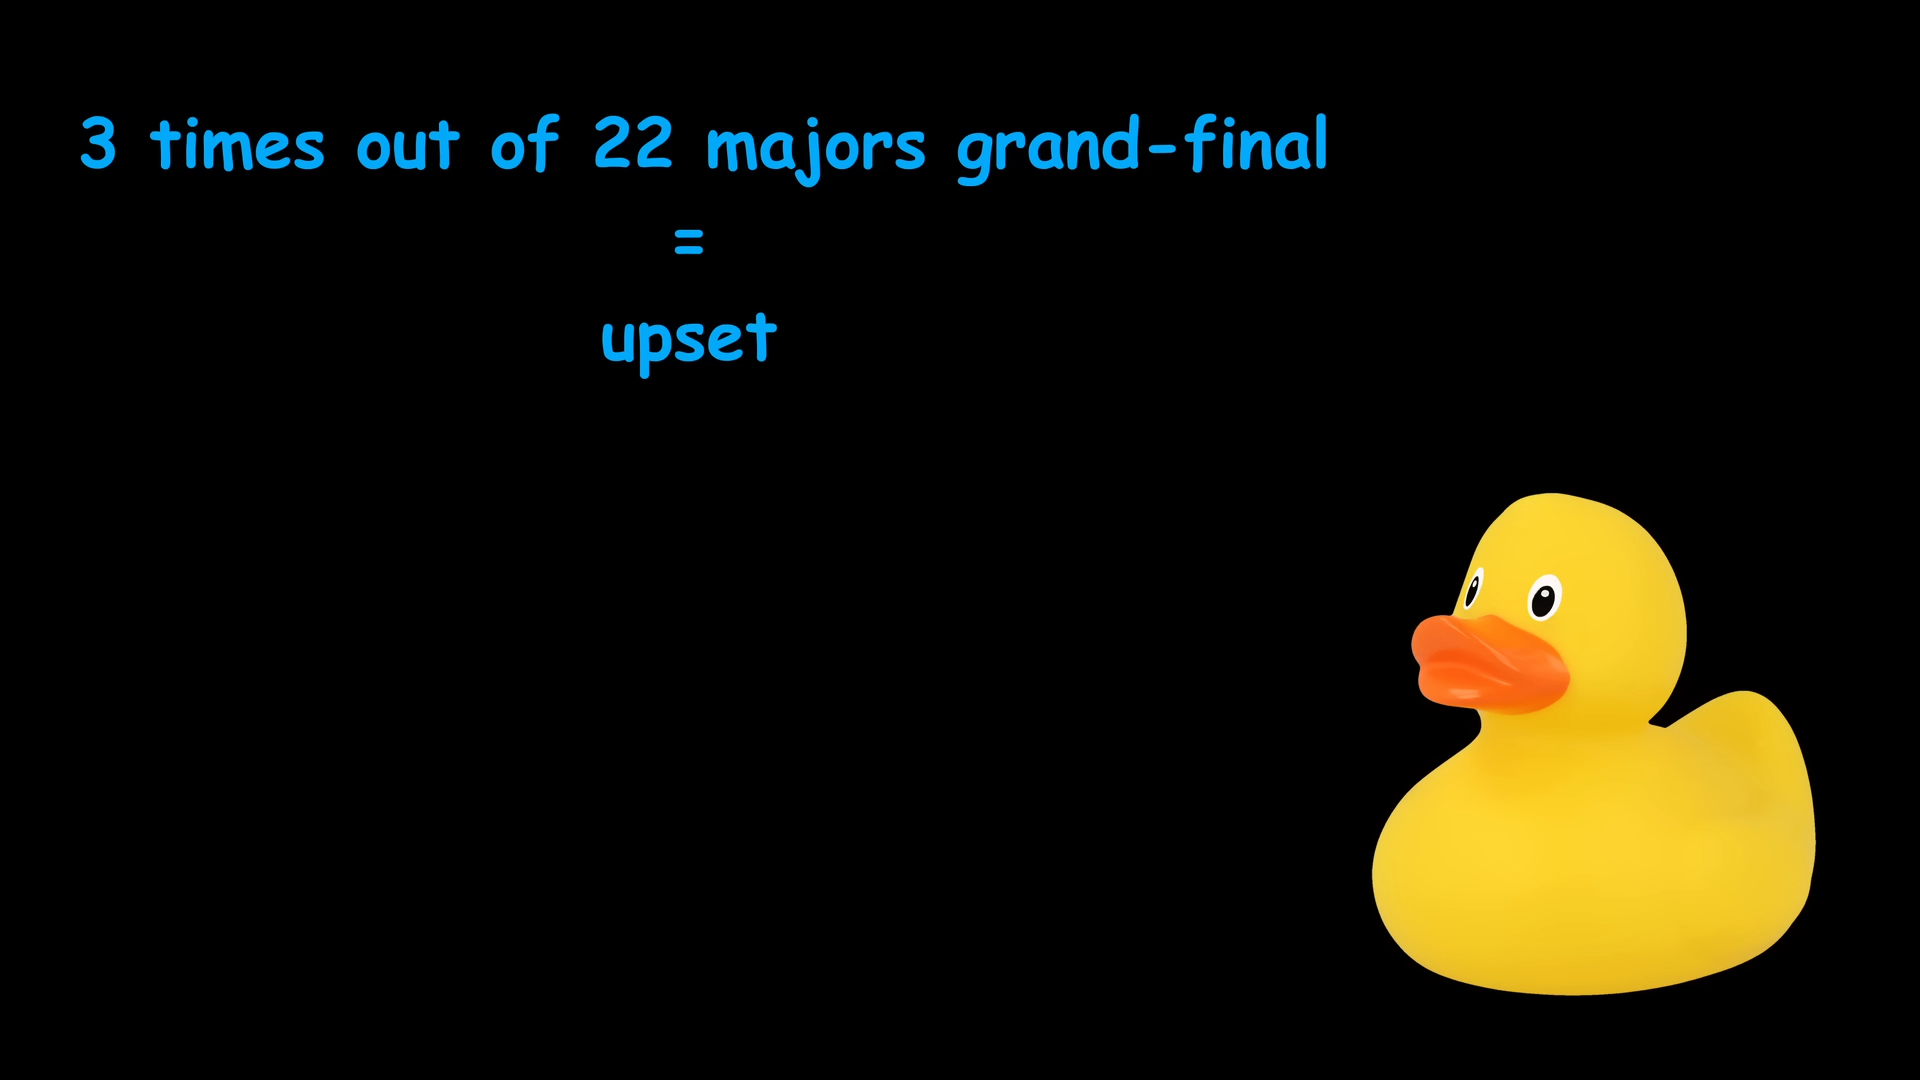 3 times out of 22 majors grand-final
=
upset